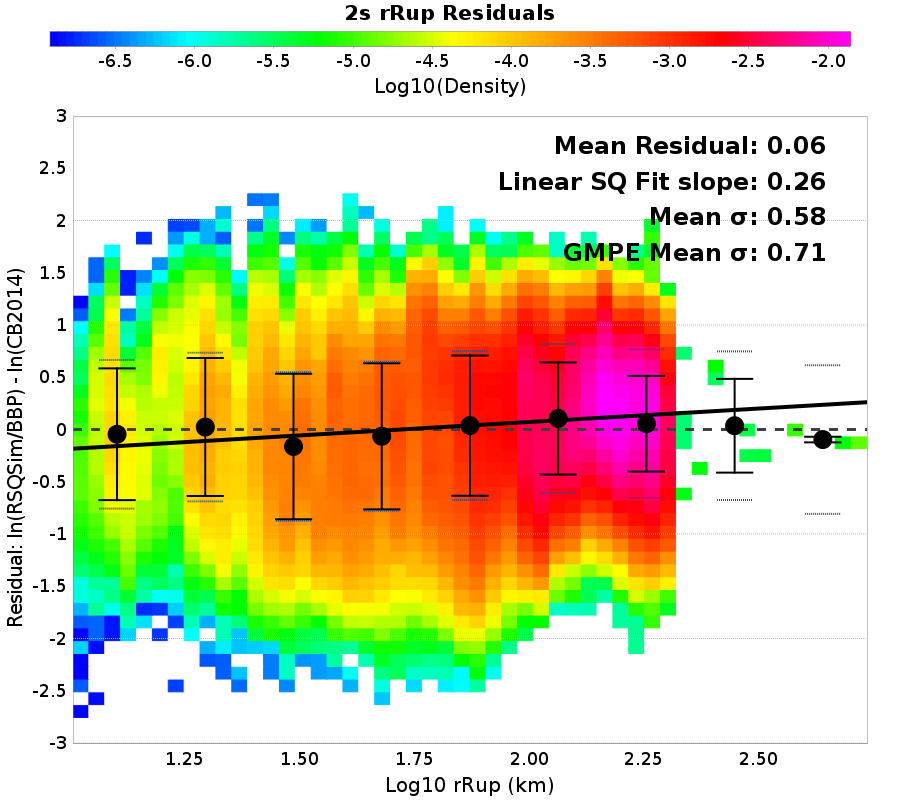 2s rRup Residuals
-6.5 -6.0 -5.5 -5.0 -4.5 -4.0 -3.5 -3.0 -2.5 -2.0
Log10(Density)
Mean Residual: 0.06
Linear SQ Fit slope: 0.26
Mean σ: 0.58
GMPE Mean σ: 0.71
Residual: ln(RSQSim/BBP) - ln(CB2014)
3
2.5
2
1.5
1
0.5
0
-0.5
-1
-1.5
-2
-2.5
-3
1.25 1.50 1.75 2.00 2.25 2.50
Log10 rRup (km)